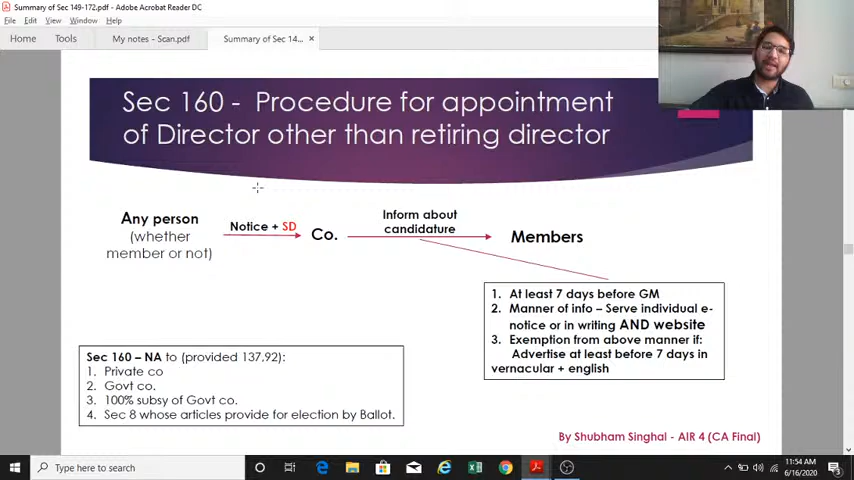 Summary of Sec 149-172.pdf - Adobe Acrobat Reader DC
File Edit View Window Help
Home Tools My notes - Scan.pdf Summary of Sec 14... ×
Sec 160 - Procedure for appointment
of Director other than retiring director
Any person
(whether
member or not)
Notice + SD
Co.
Inform about
candidature
Members
1. At least 7 days before GM
2. Manner of info – Serve individual e-
notice or in writing AND website
3. Exemption from above manner if:
Advertise at least before 7 days in
vernacular + english
Sec 160 – NA to (provided 137,92):
1. Private co
2. Govt co.
3. 100% subsy of Govt co.
4. Sec 8 whose articles provide for election by Ballot.
By Shubham Singhal - AIR 4 (CA Final)
Type here to search
11:54 AM
6/16/2020